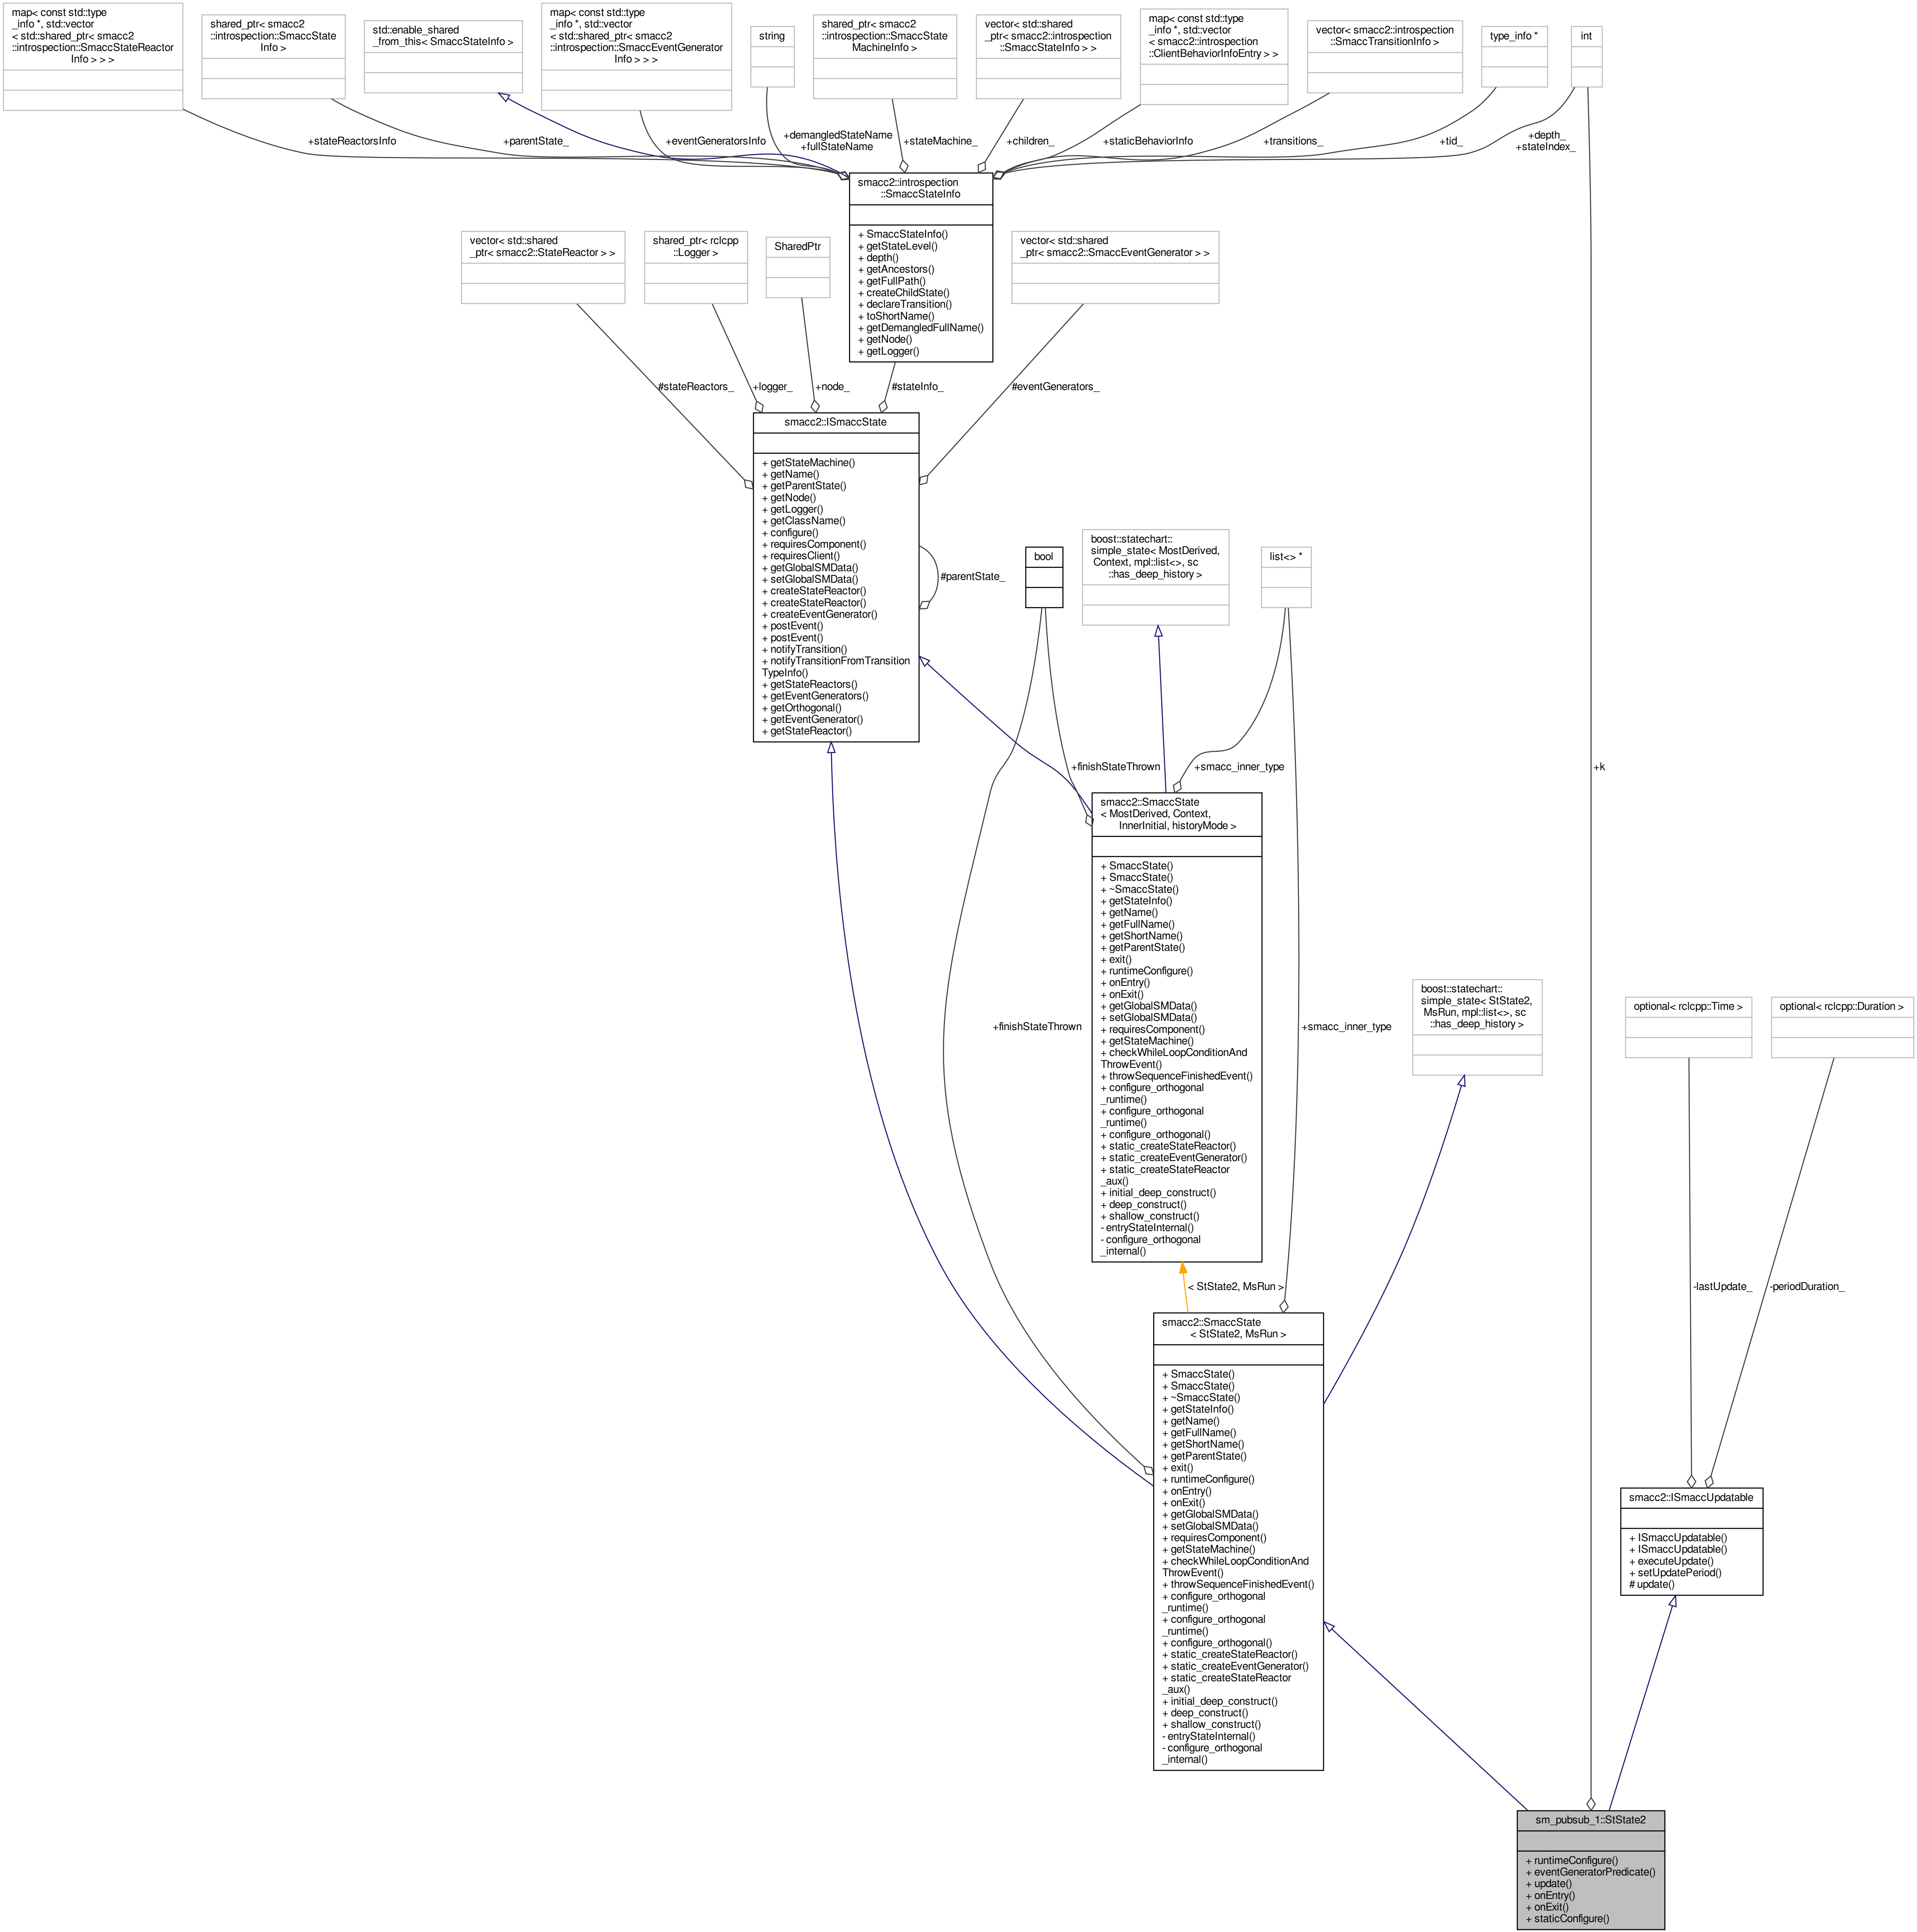 map< const std::type
_info *, std::vector
< std::shared_ptr< smacc2
::introspection::SmaccStateReactor
Info > > >
shared_ptr< smacc2
::introspection::SmaccState
Info >
std::enable_shared
_from_this< SmaccStateInfo >
map< const std::type
_info *, std::vector
< std::shared_ptr< smacc2
::introspection::SmaccEventGenerator
Info > > >
string
shared_ptr< smacc2
::introspection::SmaccState
MachineInfo >
vector< std::shared
_ptr< smacc2::introspection
::SmaccStateInfo > >
map< const std::type
_info *, std::vector
< smacc2::introspection
::ClientBehaviorInfoEntry > >
vector< smacc2::introspection
::SmaccTransitionInfo >
type_info *
int
+stateReactorsInfo
+parentState_
+eventGeneratorsInfo
+demangledStateName
+fullStateName
+stateMachine_
+children_
+staticBehaviorInfo
+transitions_
+tid_
+depth_
+stateIndex_
smacc2::introspection
::SmaccStateInfo
+ SmaccStateInfo()
+ getStateLevel()
+ depth()
+ getAncestors()
+ getFullPath()
+ createChildState()
+ declareTransition()
+ toShortName()
+ getDemangledFullName()
+ getNode()
+ getLogger()
vector< std::shared
_ptr< smacc2::StateReactor > >
shared_ptr< rclcpp
::Logger >
SharedPtr
vector< std::shared
_ptr< smacc2::SmaccEventGenerator > >
#stateReactors_
+logger_
+node_
#stateInfo_
#eventGenerators_
smacc2::ISmaccState
+ getStateMachine()
+ getName()
+ getParentState()
+ getNode()
+ getLogger()
+ getClassName()
+ configure()
+ requiresComponent()
+ requiresClient()
+ getGlobalSMData()
+ setGlobalSMData()
+ createStateReactor()
+ createStateReactor()
+ createEventGenerator()
+ postEvent()
+ postEvent()
+ notifyTransition()
+ notifyTransitionFromTransition
TypeInfo()
+ getStateReactors()
+ getEventGenerators()
+ getOrthogonal()
+ getEventGenerator()
+ getStateReactor()
#parentState_
bool
boost::statechart::
simple_state< MostDerived,
Context, mpl::list<>, sc
::has_deep_history >
list<> *
+finishStateThrown
+smacc_inner_type
+k
smacc2::SmaccState
< MostDerived, Context,
InnerInitial, historyMode >
+ SmaccState()
+ SmaccState()
+ ~SmaccState()
+ getStateInfo()
+ getName()
+ getFullName()
+ getShortName()
+ getParentState()
+ exit()
+ runtimeConfigure()
+ onEntry()
+ onExit()
+ getGlobalSMData()
+ setGlobalSMData()
+ requiresComponent()
+ getStateMachine()
+ checkWhileLoopConditionAnd
ThrowEvent()
+ throwSequenceFinishedEvent()
+ configure_orthogonal
_runtime()
+ configure_orthogonal
_runtime()
+ configure_orthogonal()
+ static_createStateReactor()
+ static_createEventGenerator()
+ static_createStateReactor
_aux()
+ initial_deep_construct()
+ deep_construct()
+ shallow_construct()
- entryStateInternal()
- configure_orthogonal
_internal()
+finishStateThrown
+smacc_inner_type
boost::statechart::
simple_state< StState2,
MsRun, mpl::list<>, sc
::has_deep_history >
optional< rclcpp::Time >
optional< rclcpp::Duration >
< StState2, MsRun >
-lastUpdate_
-periodDuration_
smacc2::SmaccState
< StState2, MsRun >
+ SmaccState()
+ SmaccState()
+ ~SmaccState()
+ getStateInfo()
+ getName()
+ getFullName()
+ getShortName()
+ getParentState()
+ exit()
+ runtimeConfigure()
+ onEntry()
+ onExit()
+ getGlobalSMData()
+ setGlobalSMData()
+ requiresComponent()
+ getStateMachine()
+ checkWhileLoopConditionAnd
ThrowEvent()
+ throwSequenceFinishedEvent()
+ configure_orthogonal
_runtime()
+ configure_orthogonal
_runtime()
+ configure_orthogonal()
+ static_createStateReactor()
+ static_createEventGenerator()
+ static_createStateReactor
_aux()
+ initial_deep_construct()
+ deep_construct()
+ shallow_construct()
- entryStateInternal()
- configure_orthogonal
_internal()
smacc2::ISmaccUpdatable
+ ISmaccUpdatable()
+ ISmaccUpdatable()
+ executeUpdate()
+ setUpdatePeriod()
# update()
sm_pubsub_1::StState2
+ runtimeConfigure()
+ eventGeneratorPredicate()
+ update()
+ onEntry()
+ onExit()
+ staticConfigure()